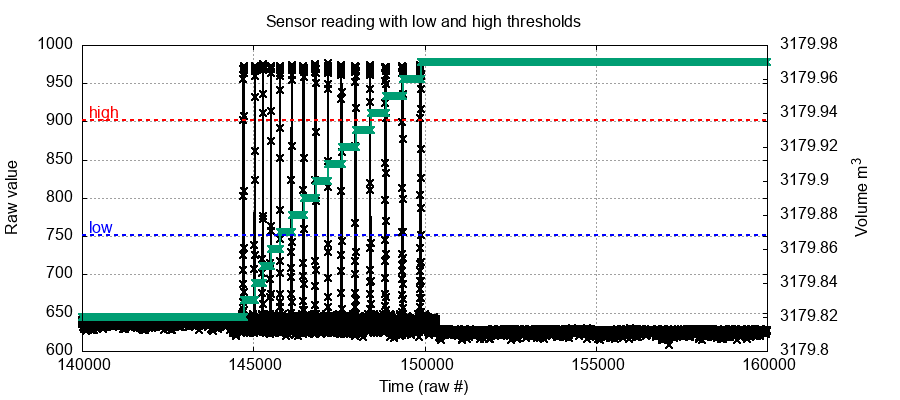 Sensor reading with low and high thresholds
1000
950
900
850
800
750
700
650
600
high
low
3179.98
3179.96
3179.94
3179.92
3179.9
3179.88
3179.86
3179.84
3179.82
3179.8
140000 145000 150000 155000 160000
Raw value
Time (raw #)
Volume m³